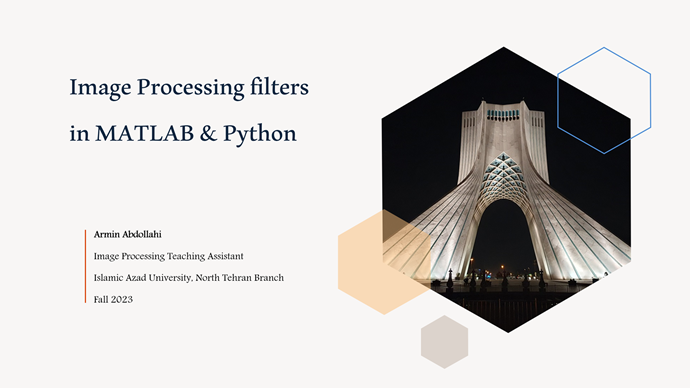 Image Processing filters
in MATLAB & Python
Armin Abdollahi
Image Processing Teaching Assistant
Islamic Azad University, North Tehran Branch
Fall 2023